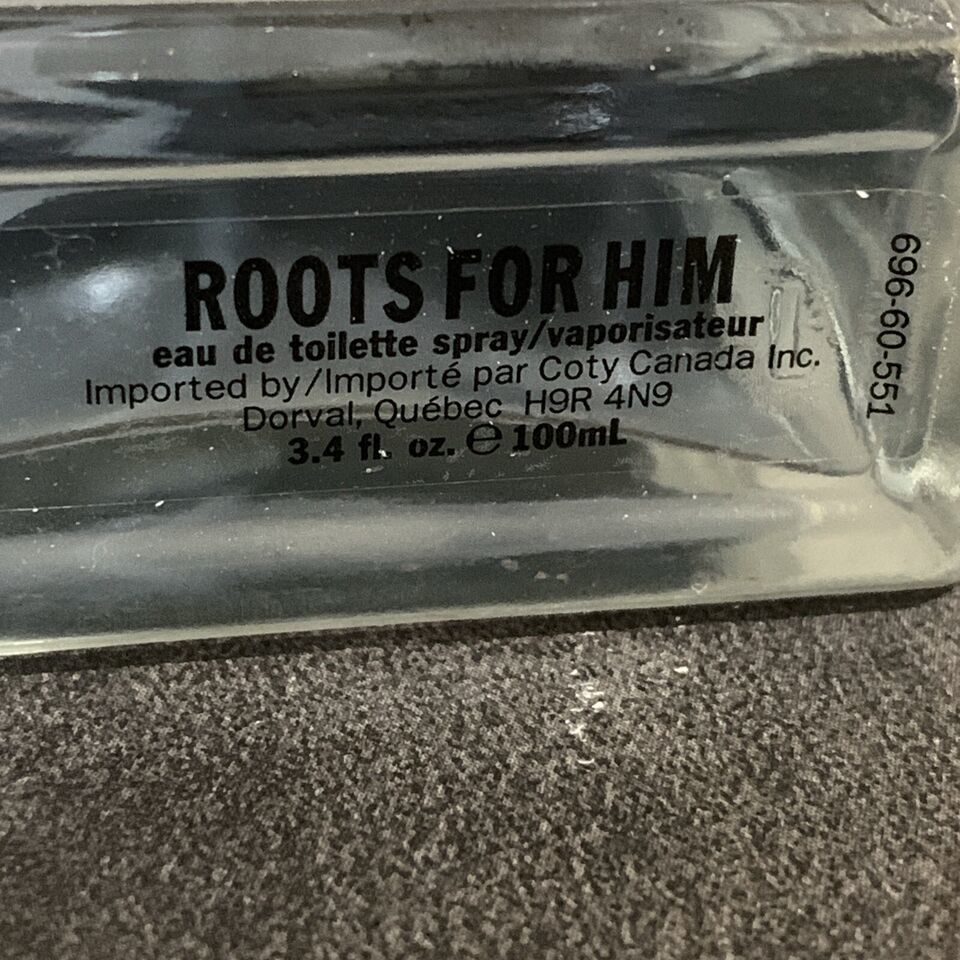 ROOTS FOR HIM
eau de toilette spray/vaporisateur
Imported by/Importé par Coty Canada Inc.
Dorval, Québec H9R 4N9
3.4 fl. oz. ℮ 100mL
696-60-551